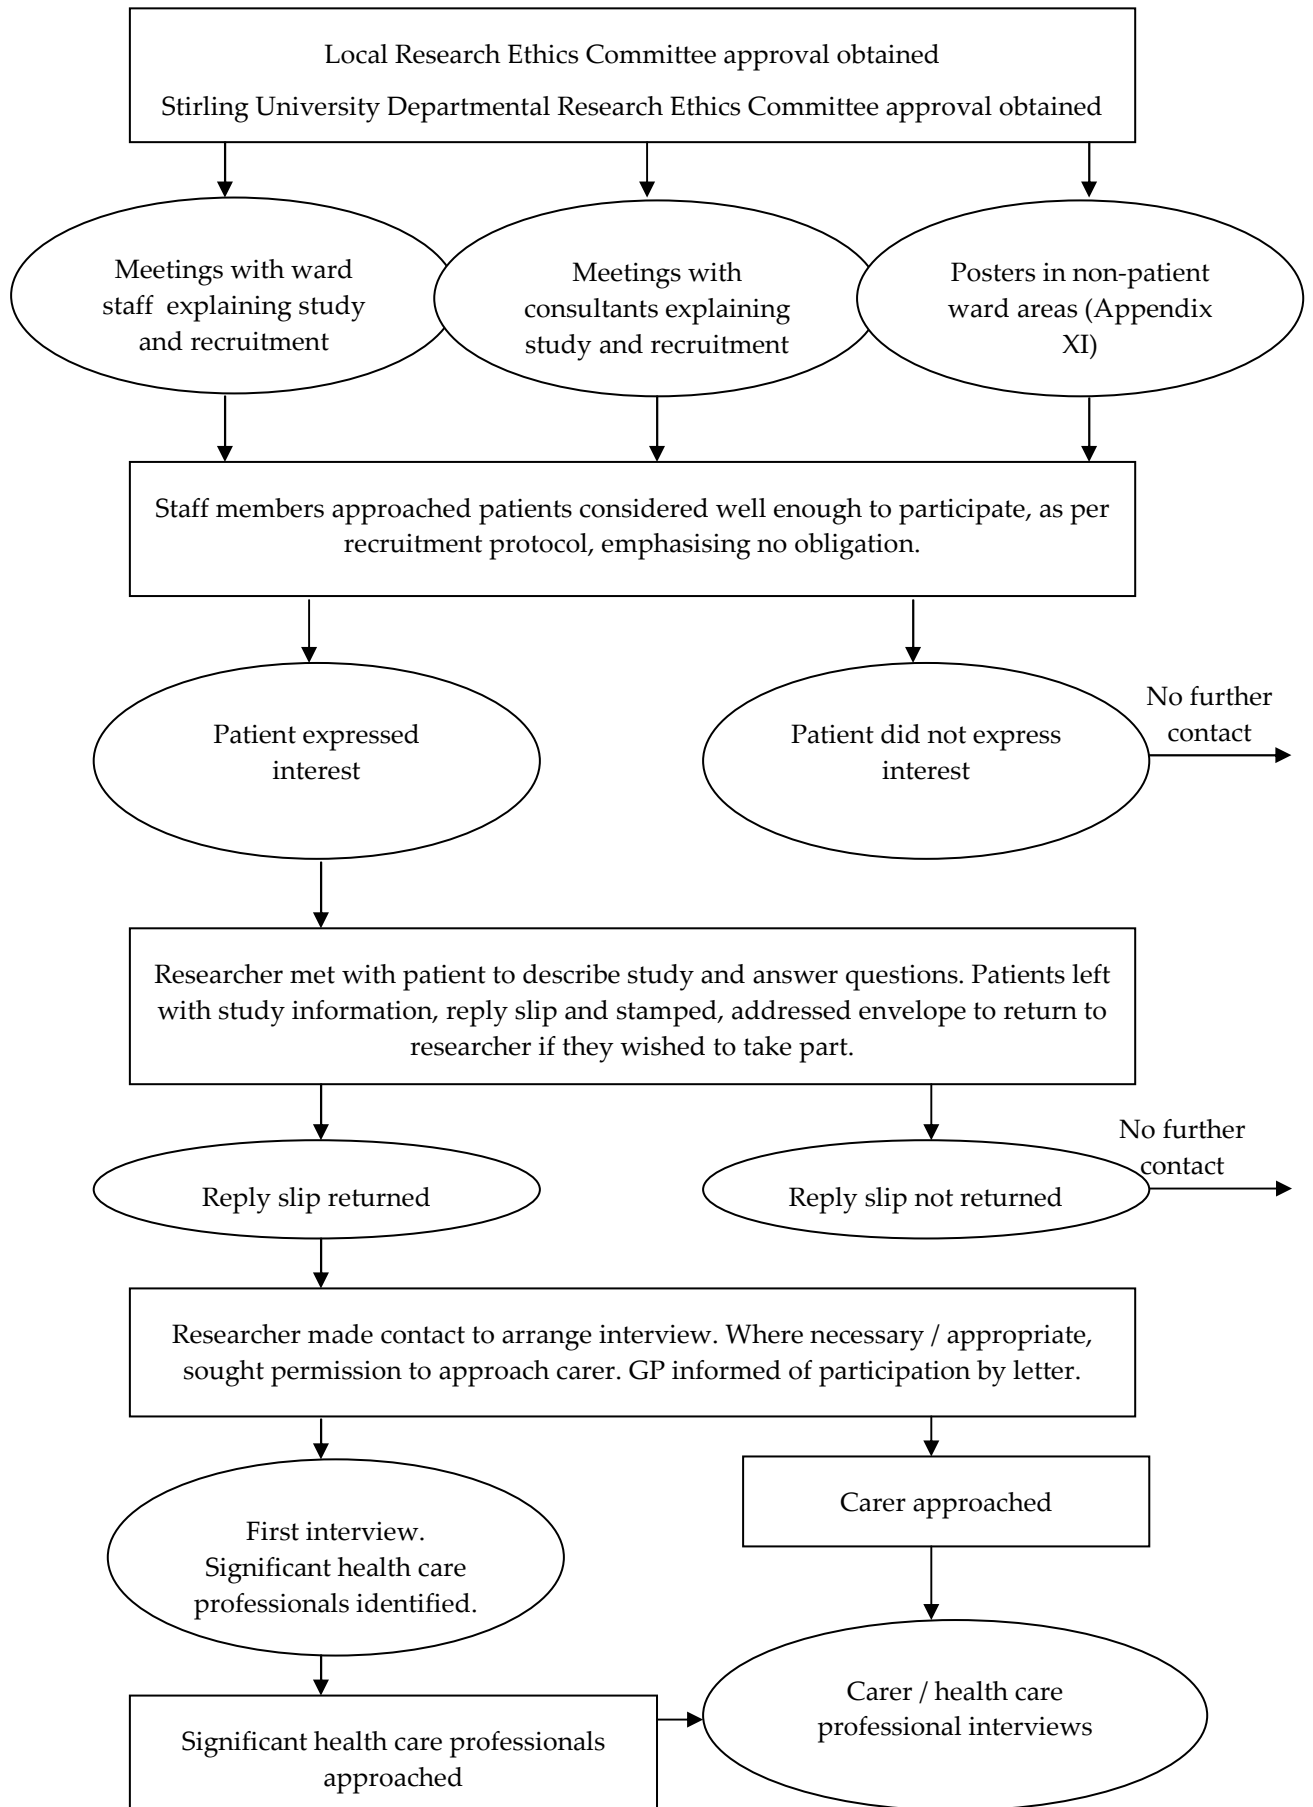 Local Research Ethics Committee approval obtained
Stirling University Departmental Research Ethics Committee approval obtained
Meetings with ward
staff explaining study
and recruitment
Meetings with
consultants explaining
study and recruitment
Posters in non-patient
ward areas (Appendix
XI)
Staff members approached patients considered well enough to participate, as per
recruitment protocol, emphasising no obligation.
Patient expressed
interest
Patient did not express
interest
No further
contact
Researcher met with patient to describe study and answer questions. Patients left
with study information, reply slip and stamped, addressed envelope to return to
researcher if they wished to take part.
Reply slip returned
Reply slip not returned
No further
contact
Researcher made contact to arrange interview. Where necessary / appropriate,
sought permission to approach carer. GP informed of participation by letter.
First interview.
Significant health care
professionals identified.
Carer approached
Significant health care professionals
approached
Carer / health care
professional interviews